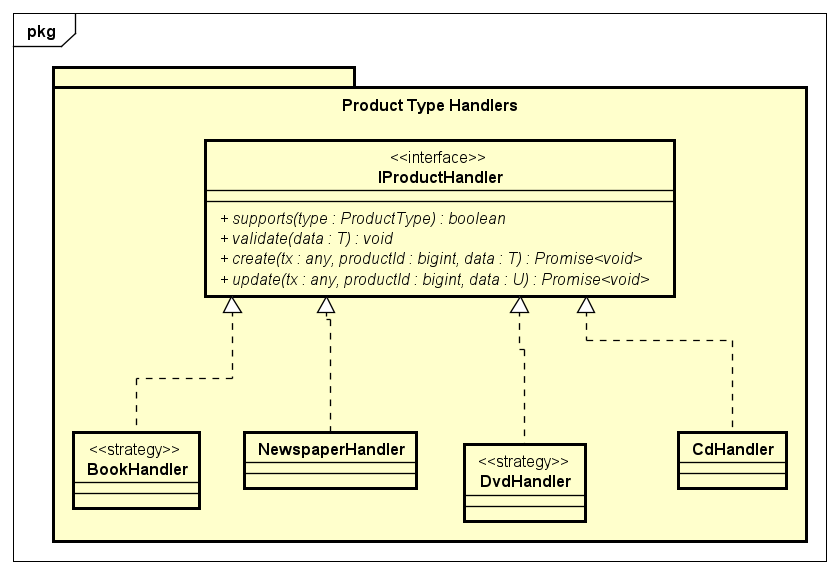 pkg
Product Type Handlers
<<interface>>
IProductHandler
+ supports(type : ProductType) : boolean
+ validate(data : T) : void
+ create(tx : any, productId : bigint, data : T) : Promise<void>
+ update(tx : any, productId : bigint, data : U) : Promise<void>
<<strategy>>
BookHandler
NewspaperHandler
<<strategy>>
DvdHandler
CdHandler